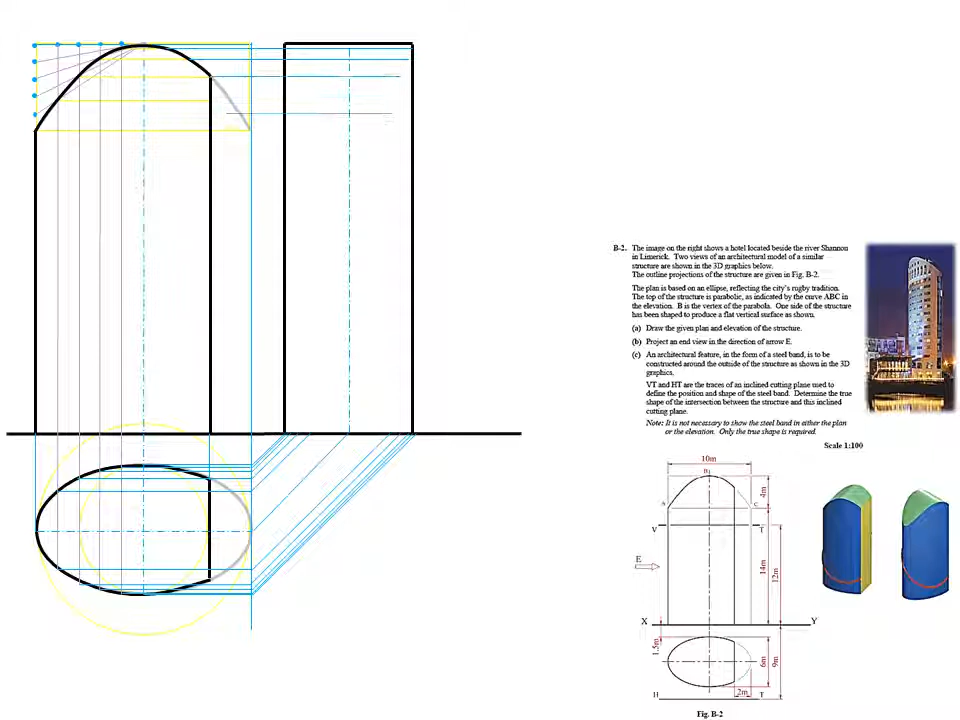 B-2. The image on the right shows a hotel located beside the river Shannon
in Limerick. Two views of an architectural model of a similar
structure are shown in the 3D graphics below.
The outline projections of the structure are given in Fig. B-2.
The plan is based on an ellipse, reflecting the city's rugby tradition.
The top of the structure is parabolic, as indicated by the curve ABC in
the elevation. B is the vertex of the parabola. One side of the structure
has been shaped to produce a flat vertical surface as shown.
(a) Draw the given plan and elevation of the structure.
(b) Project an end view in the direction of arrow E.
(c) An architectural feature, in the form of a steel band, is to be
constructed around the outside of the structure as shown in the 3D
graphics.
VT and HT are the traces of an inclined cutting plane used to
define the position and shape of the steel band. Determine the true
shape of the intersection between the structure and this inclined
cutting plane.
Note: It is not necessary to show the steel band in either the plan
or the elevation. Only the true shape is required.
Scale 1:100
10m
B
4m
A
C
V
T
E
14m
12m
X
Y
1.5m
6m
9m
2m
H
T
Fig. B-2